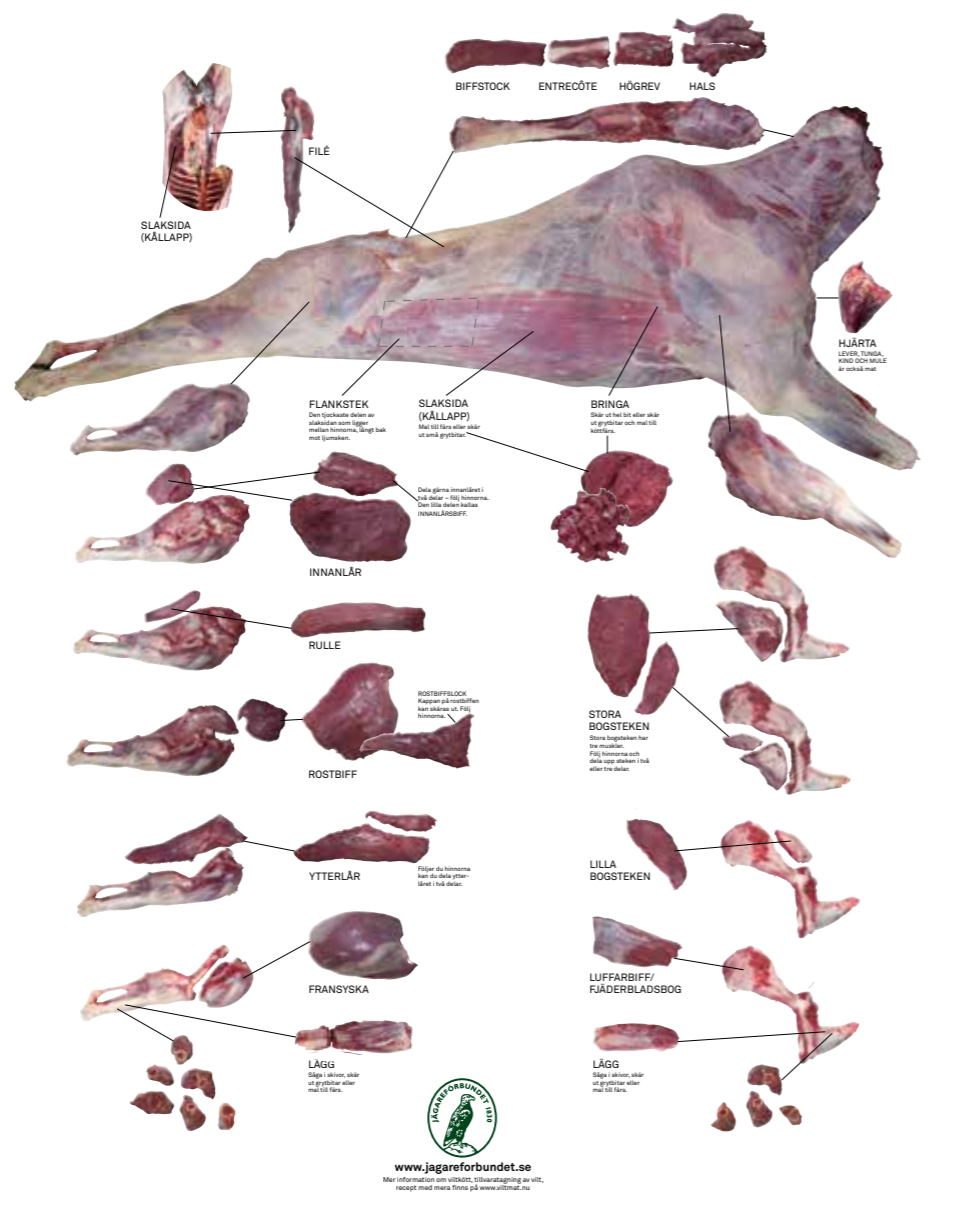 BIFFSTOCK
ENTRECÔTE
HÖGREV
HALS
FILÉ
SLAKSIDA
(KÅLLAPP)
HJÄRTA
LEVER, TUNGA,
KIND OCH MULE
är också mat
FLANKSTEK
Den tjockaste delen av
slaksidan som ligger
mellan hinnorna, långt bak
mot ljumsken.
SLAKSIDA
(KÅLLAPP)
Mal till färs eller skär
ut små grytbitar.
BRINGA
Skär ut hel bit eller skär
ut grytbitar och mal till
köttfärs.
Dela gärna innanlåret i
två delar – följ hinnorna.
Den lilla delen kallas
INNANLÅRSBIFF.
INNANLÅR
RULLE
ROSTBIFFSLOCK
Kappan på rostbiffen
kan skäras ut. Följ
hinnorna.
ROSTBIFF
STORA
BOGSTEKEN
Stora bogsteken har
tre muskler.
Följ hinnorna och
dela upp steken i två
eller tre delar.
YTTERLÅR
Följer du hinnorna
kan du dela ytter-
låret i två delar.
LILLA
BOGSTEKEN
FRANSYSKA
LUFFARBIFF/
FJÄDERBLADSBOG
LÄGG
Såga i skivor, skär
ut grytbitar eller
mal till färs.
LÄGG
Såga i skivor, skär
ut grytbitar eller
mal till färs.
JÄGAREFÖRBUNDET 1830
www.jagareforbundet.se
Mer information om viltkött, tillvaratagning av vilt,
recept med mera finns på www.viltmat.nu